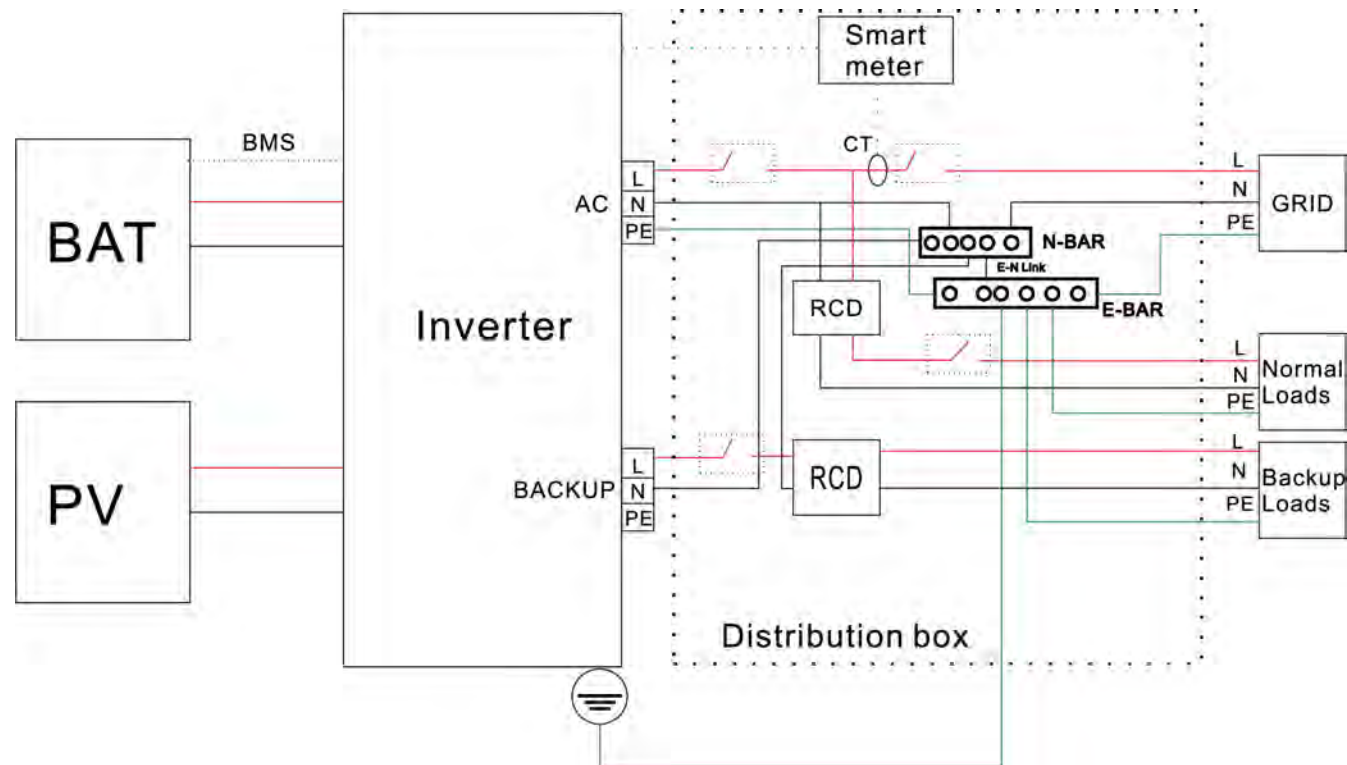 Smart
meter
BMS
CT
BAT
AC
L
N
PE
L
N
PE
GRID
N-BAR
E-N Link
E-BAR
RCD
Inverter
L
N
PE
Normal
Loads
PV
BACKUP
L
N
PE
RCD
L
N
PE
Backup
Loads
Distribution box